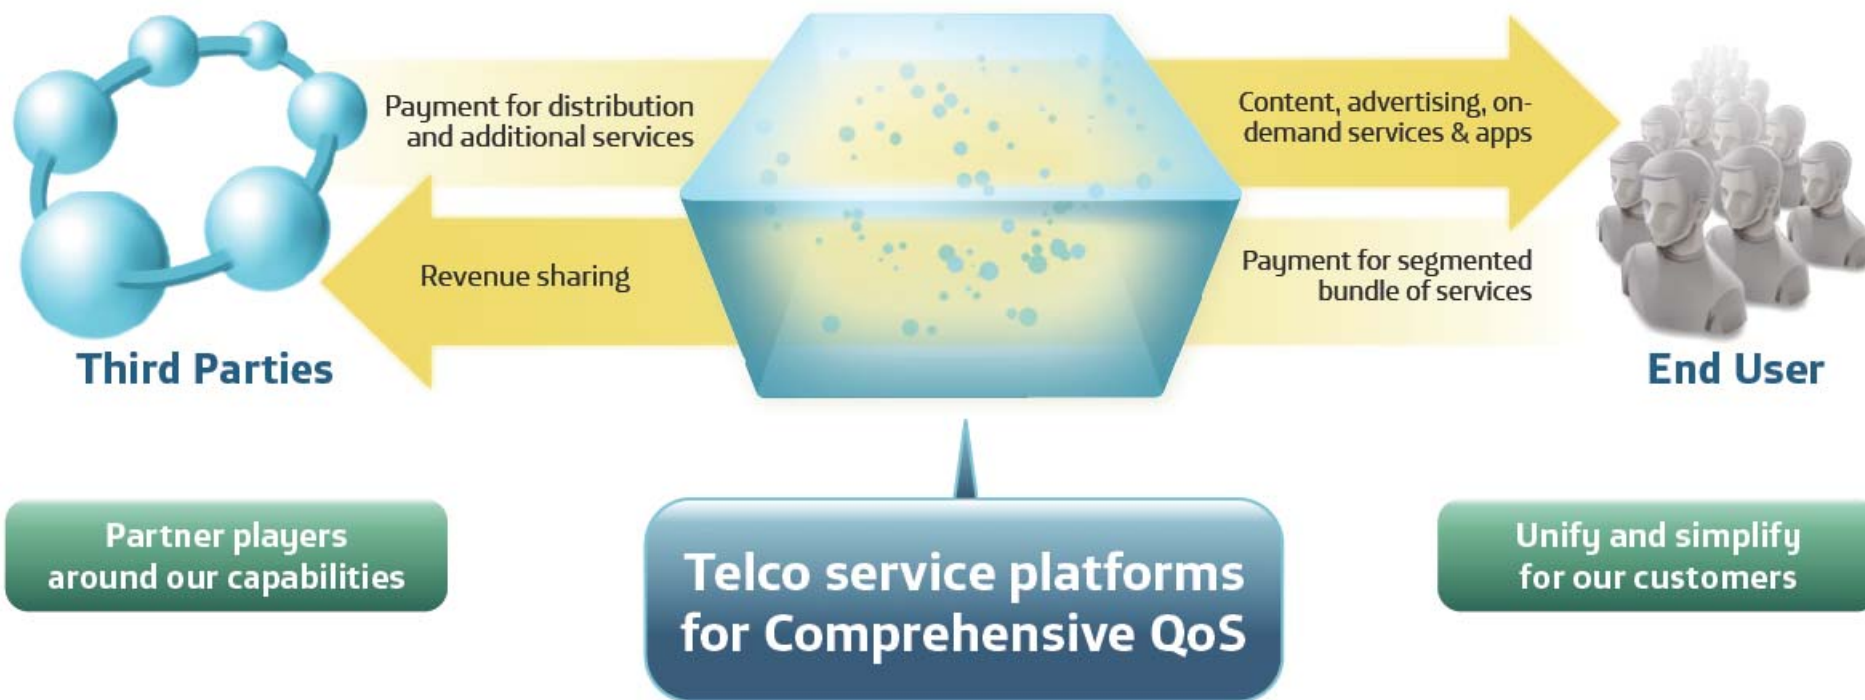 Payment for distribution
and additional services
Content, advertising, on-
demand services & apps
Revenue sharing
Payment for segmented
bundle of services
Third Parties
End User
Partner players
around our capabilities
Telco service platforms
for Comprehensive QoS
Unify and simplify
for our customers